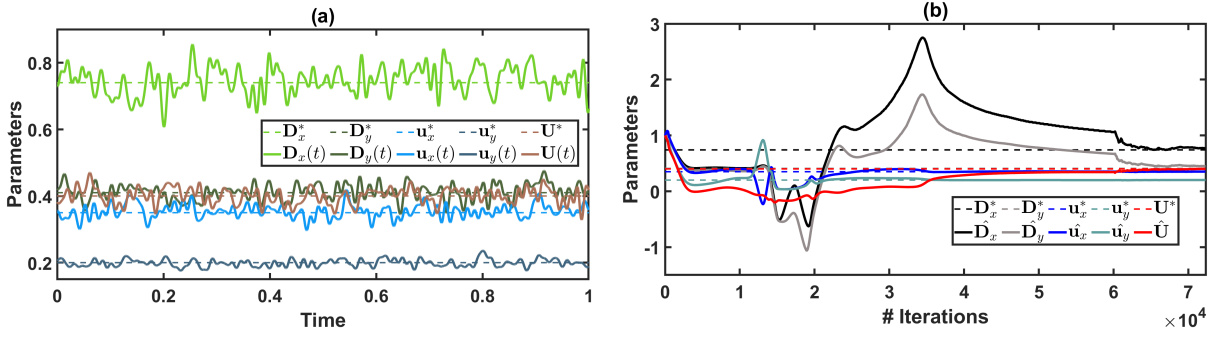 (a)
Parameters
0.8
0.6
0.4
0.2
0 0.2 0.4 0.6 0.8 1
Time
D*x D*y u*x u*y U*
Dx(t) Dy(t) ux(t) uy(t) U(t)
(b)
Parameters
3
2
1
0
-1
0 1 2 3 4 5 6 7
# Iterations
×10⁴
D*x D*y u*x u*y U*
D̂x D̂y ûx ûy Û